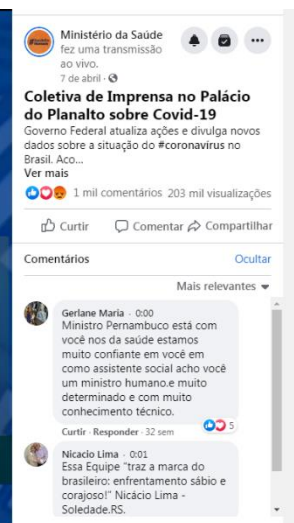 Ministério da Saúde
fez uma transmissão
ao vivo.
7 de abril ·
Coletiva de Imprensa no Palácio
do Planalto sobre Covid-19
Governo Federal atualiza ações e divulga novos
dados sobre a situação do #coronavírus no
Brasil. Aco...
Ver mais
1 mil comentários 203 mil visualizações
Curtir Comentar Compartilhar
Comentários Ocultar
Mais relevantes
Gerlane Maria · 0:00
Ministro Pernambuco está com
você nos da saúde estamos
muito confiante em você em
como assistente social acho você
um ministro humano.e muito
determinado e com muito
conhecimento técnico.
Curtir · Responder · 32 sem 5
Nicacio Lima · 0:01
Essa Equipe "traz a marca do
brasileiro: enfrentamento sábio e
corajoso!" Nicácio Lima -
Soledade.RS.